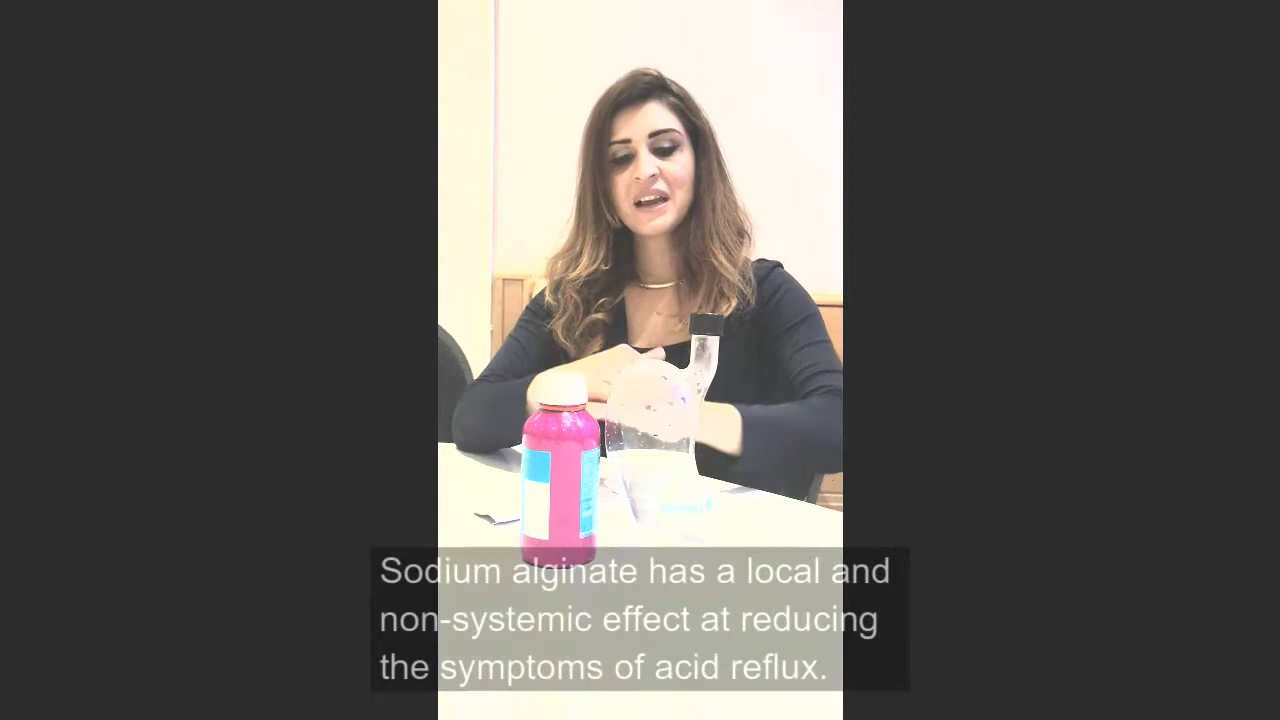 Sodium alginate has a local and
non-systemic effect at reducing
the symptoms of acid reflux.